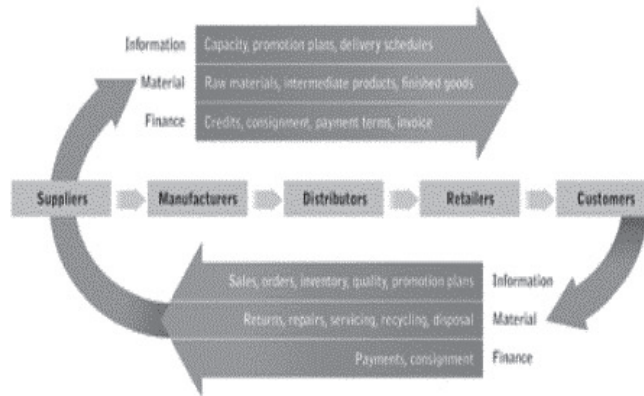 Information Capacity, promotion plans, delivery schedules
Material Raw materials, intermediate products, finished goods
Finance Credits, consignment, payment terms, invoice
Suppliers Manufacturers Distributors Retailers Customers
Sales, orders, inventory, quality, promotion plans Information
Returns, repairs, servicing, recycling, disposal Material
Payments, consignment Finance